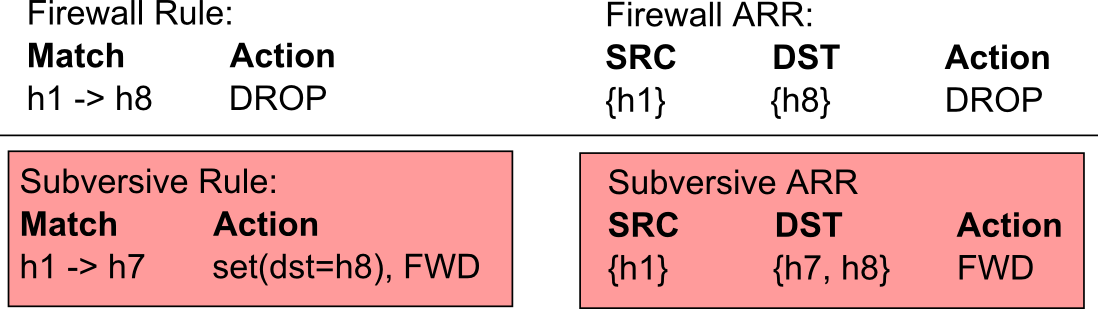 Firewall Rule:
Match Action
h1 -> h8 DROP
Firewall ARR:
SRC DST Action
{h1} {h8} DROP
Subversive Rule:
Match Action
h1 -> h7 set(dst=h8), FWD
Subversive ARR
SRC DST Action
{h1} {h7, h8} FWD